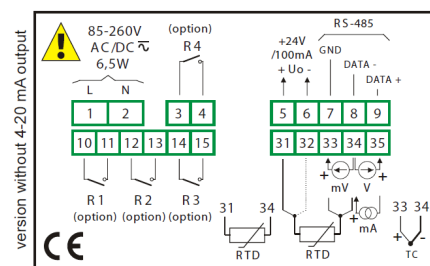 version without 4-20 mA output
85-260V
AC/DC
6,5W
L N
(option)
R4
RS-485
+24V
/100mA
+ Uo -
GND
DATA -
DATA +
1 2 3 4 5 6 7 8 9
10 11 12 13 14 15 31 32 33 34 35
R1
(option)
R2
(option)
R3
(option)
+ +
mV V
31 34
RTD
RTD
+
mA
33 34
+ -
TC
CE